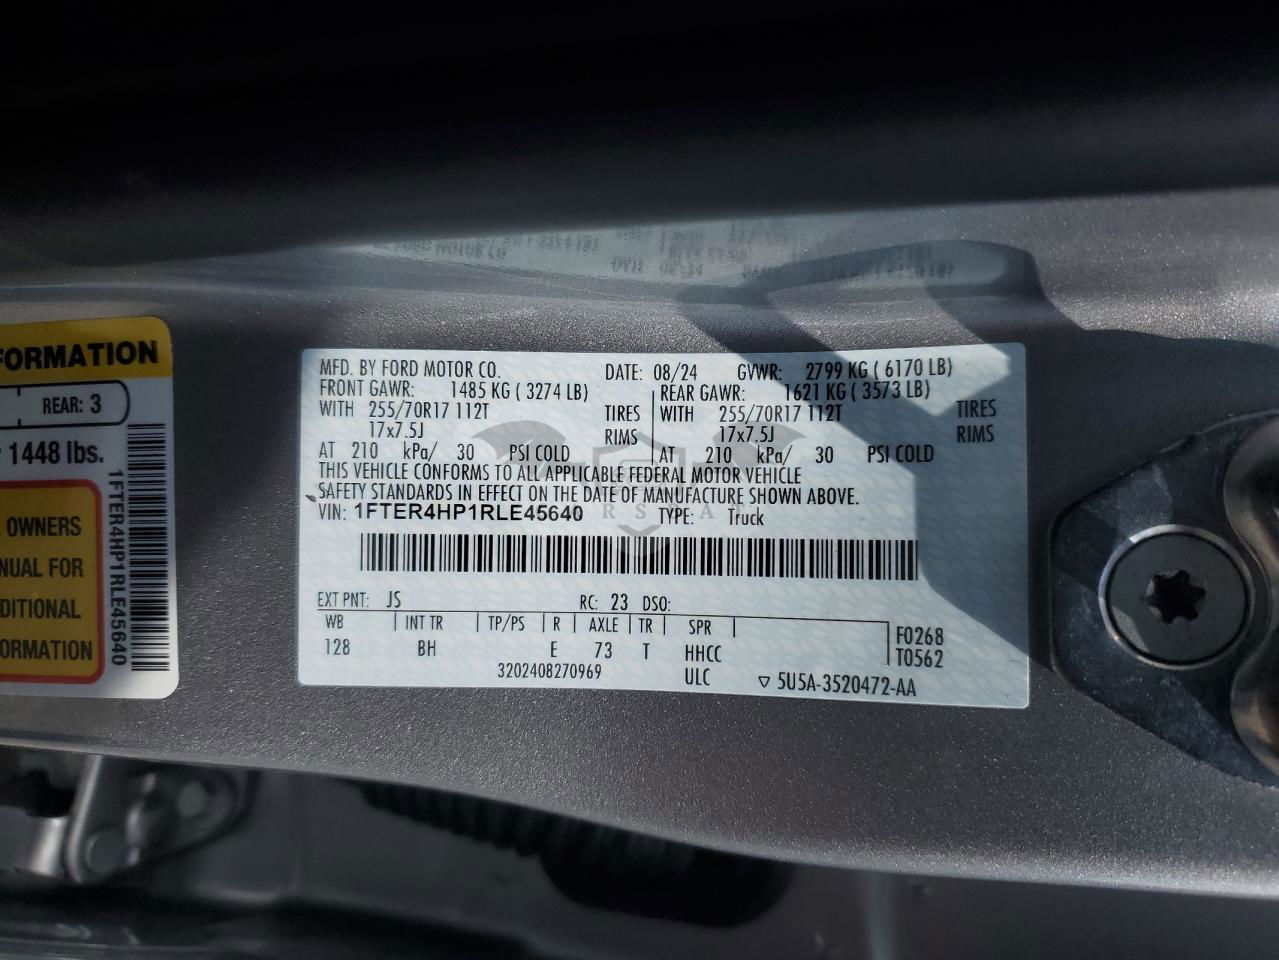 FORMATION
REAR: 3
1448 lbs.
OWNERS
NUAL FOR
DITIONAL
ORMATION
1FTER4HP1RLE45640
MFD. BY FORD MOTOR CO. DATE: 08/24 GVWR: 2799 KG ( 6170 LB)
FRONT GAWR: 1485 KG ( 3274 LB) REAR GAWR: 1621 KG ( 3573 LB)
WITH 255/70R17 112T TIRES WITH 255/70R17 112T TIRES
17x7.5J RIMS 17x7.5J RIMS
AT 210 kPa/ 30 PSI COLD AT 210 kPa/ 30 PSI COLD
THIS VEHICLE CONFORMS TO ALL APPLICABLE FEDERAL MOTOR VEHICLE
SAFETY STANDARDS IN EFFECT ON THE DATE OF MANUFACTURE SHOWN ABOVE.
VIN: 1FTER4HP1RLE45640 TYPE: Truck
EXT PNT: JS RC: 23 DSO:
WB INT TR TP/PS R AXLE TR SPR F0268
128 BH E 73 T HHCC T0562
3202408270969 ULC ▽ 5U5A-3520472-AA